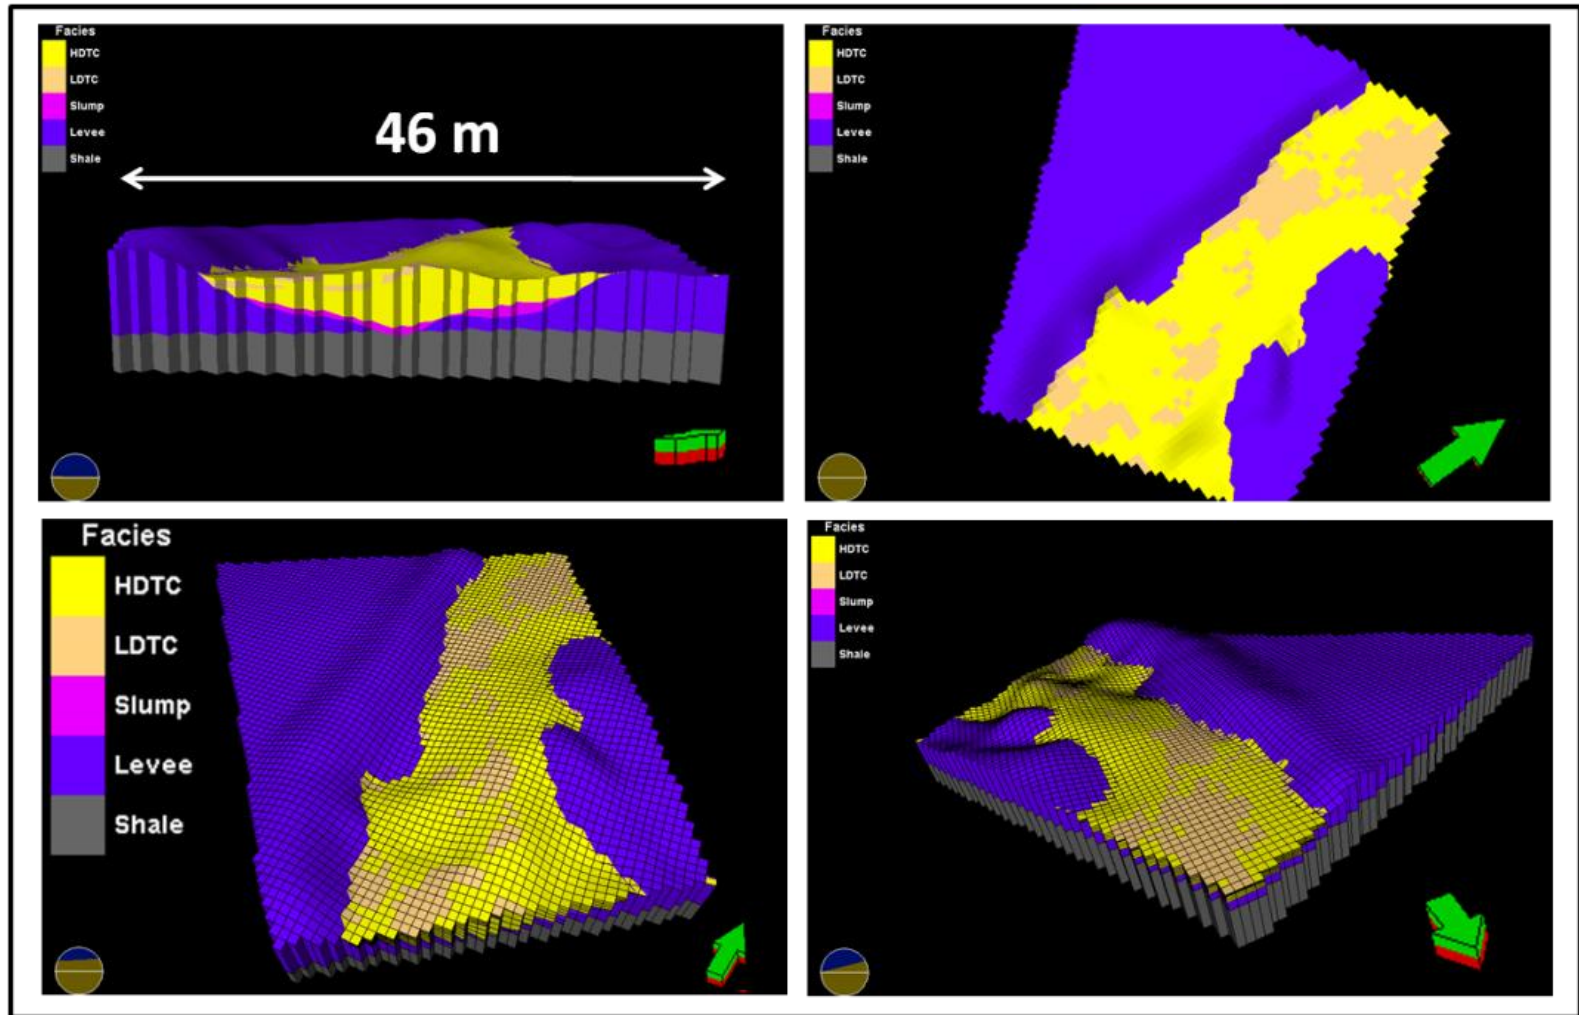 Facies
HDTC
LDTC
Slump
Levee
Shale
46 m
Facies
HDTC
LDTC
Slump
Levee
Shale
Facies
HDTC
LDTC
Slump
Levee
Shale
Facies
HDTC
LDTC
Slump
Levee
Shale